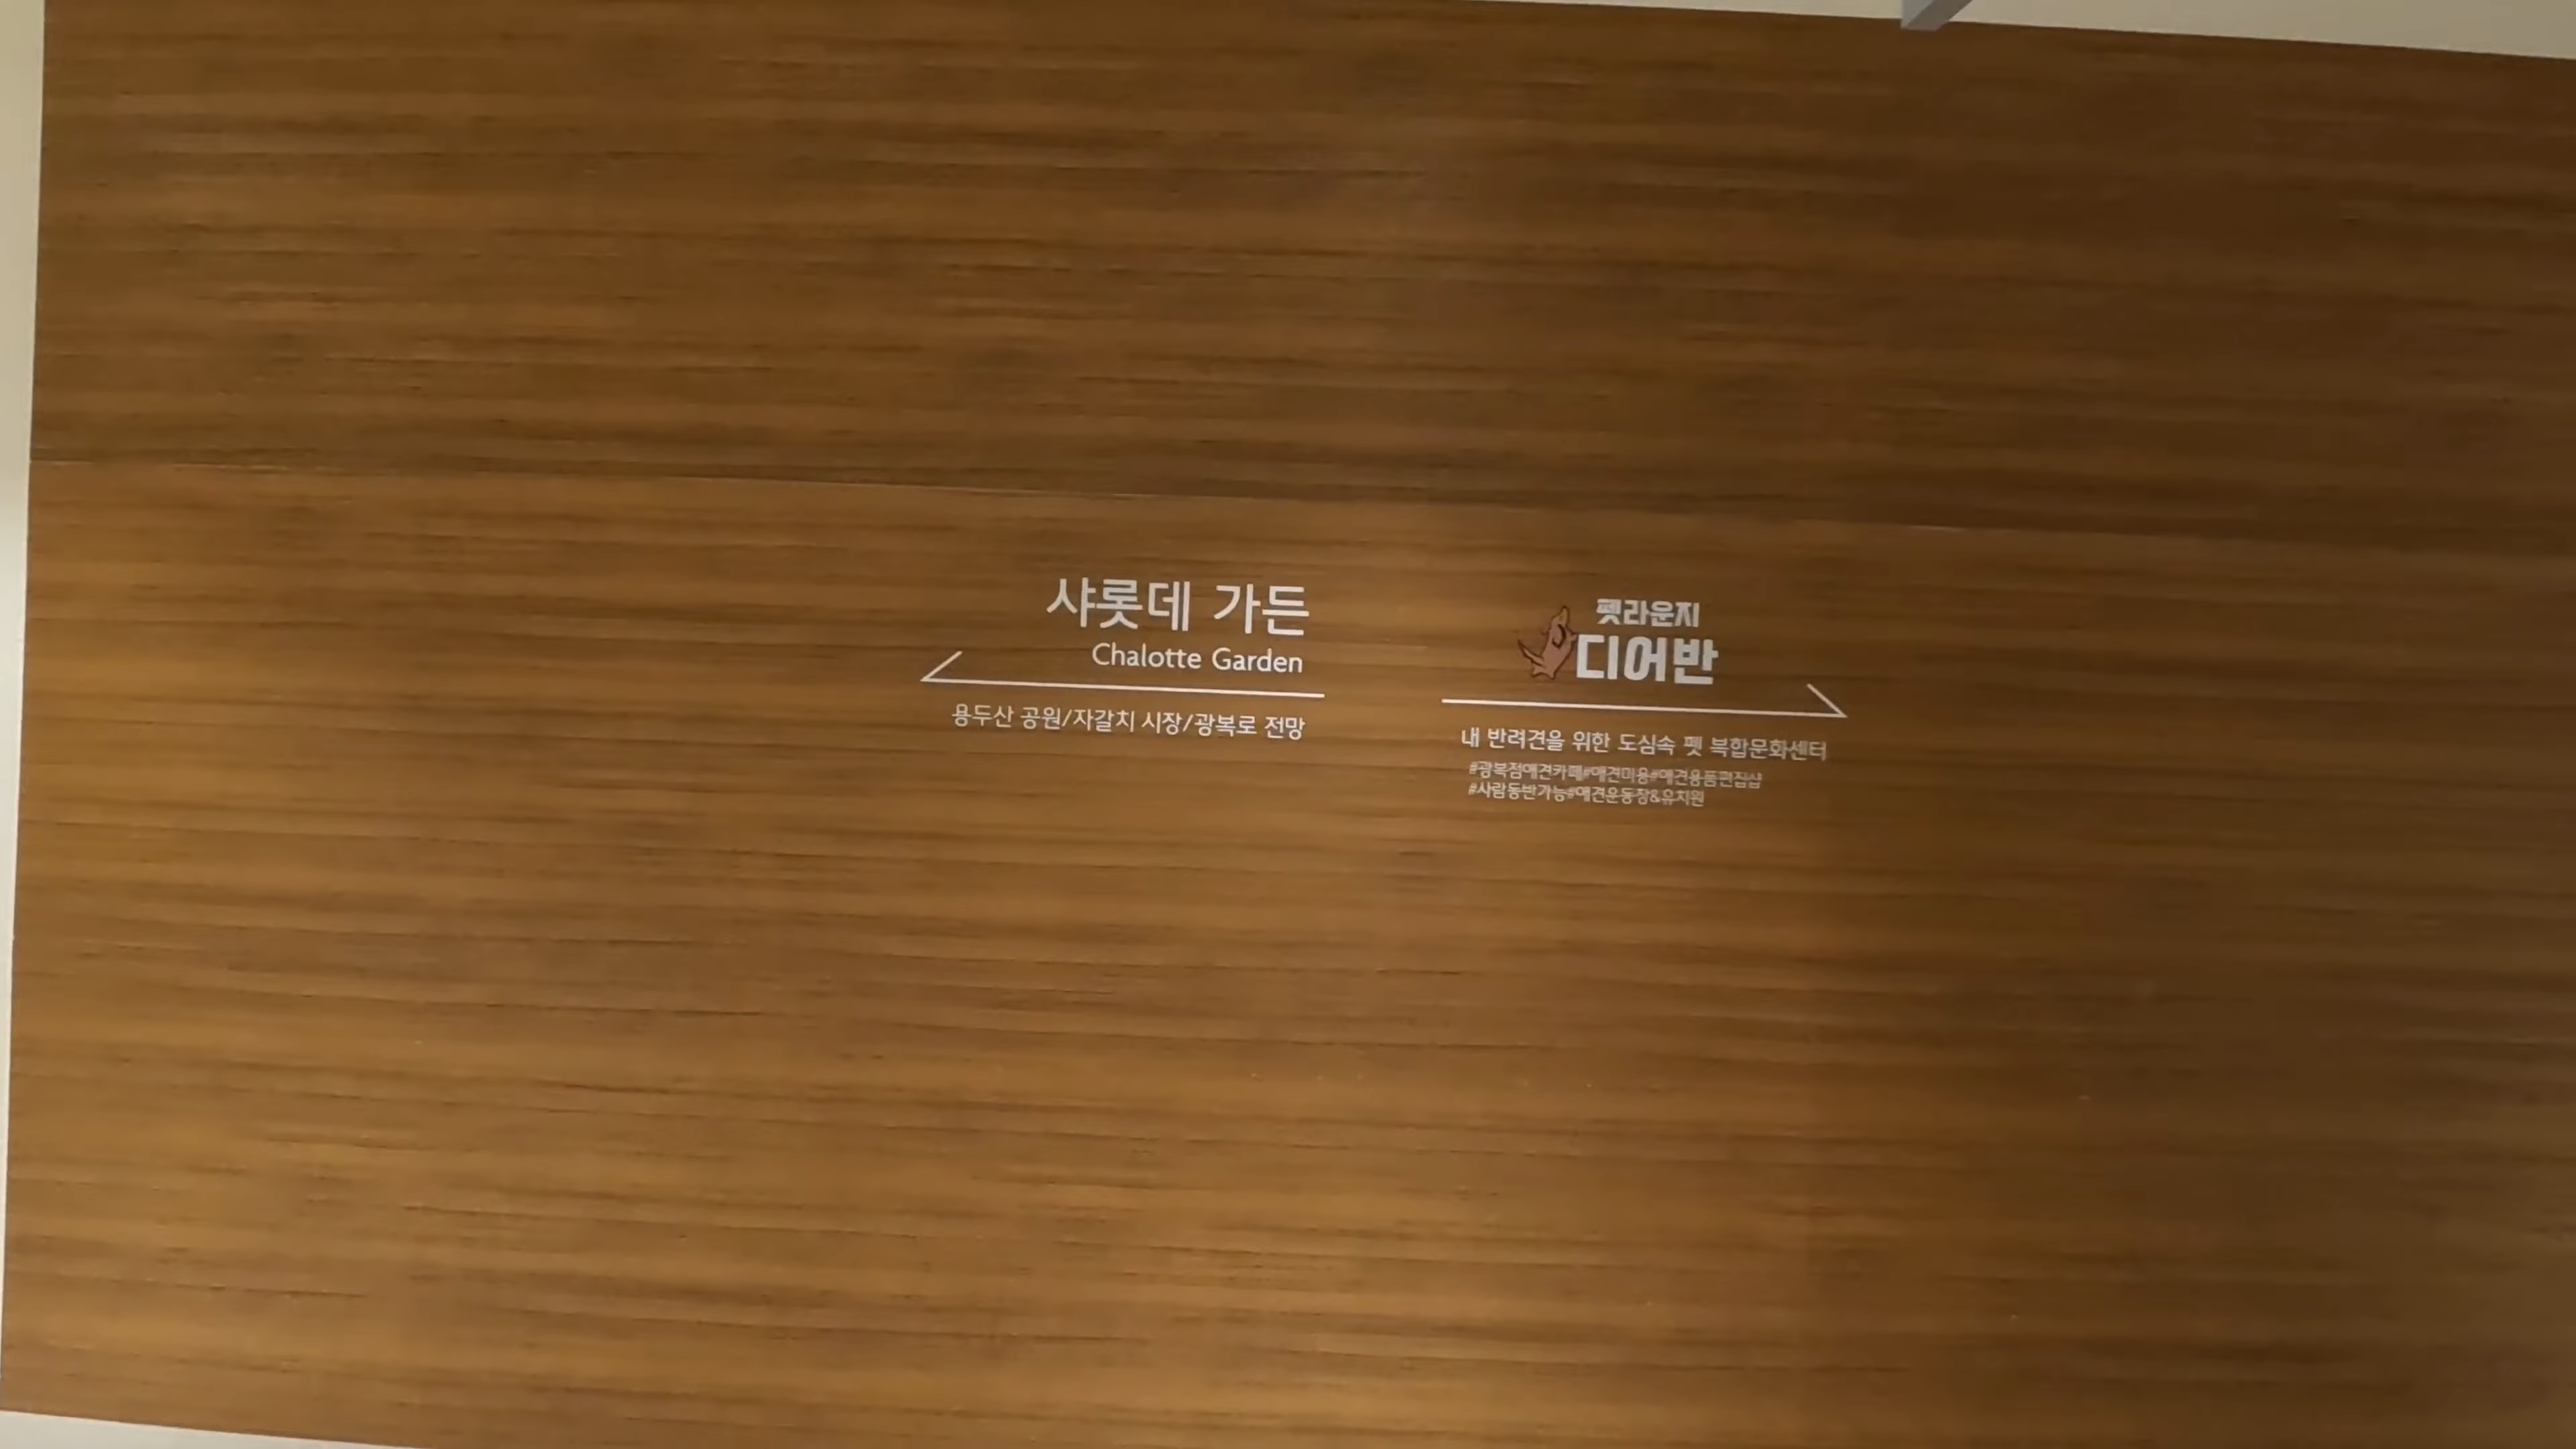 샤롯데 가든
Chalotte Garden
용두산 공원/자갈치 시장/광복로 전망
펫라운지
디어반
내 반려견을 위한 도심속 펫 복합문화센터
#광복점애견카페#애견미용#애견용품편집샵
#사람동반가능#애견운동장&유치원